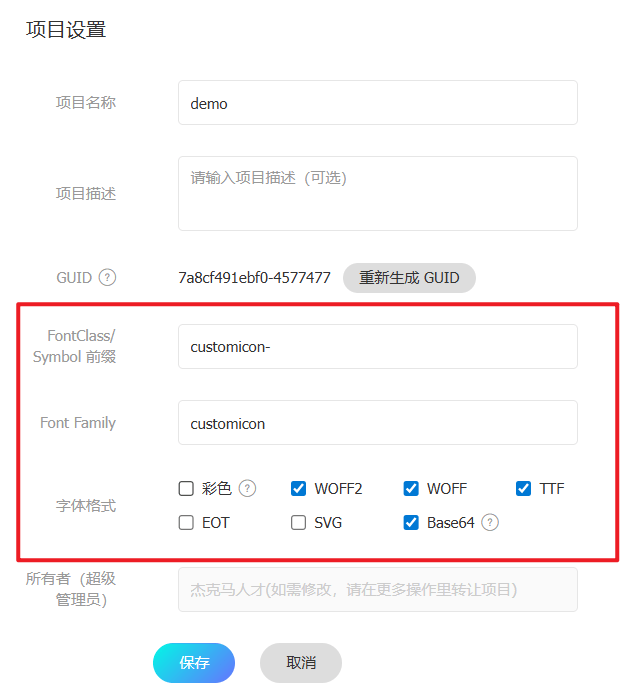 项目设置
项目名称
demo
项目描述
请输入项目描述（可选）
GUID ?
7a8cf491ebf0-4577477
重新生成 GUID
FontClass/
Symbol 前缀
customicon-
Font Family
customicon
字体格式
彩色 ? WOFF2 WOFF TTF
EOT SVG Base64 ?
所有者（超级
管理员）
杰克马人才(如需修改，请在更多操作里转让项目)
保存 取消